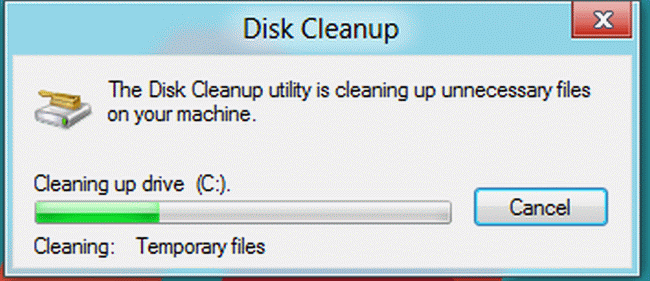 Disk Cleanup
The Disk Cleanup utility is cleaning up unnecessary files
on your machine.
Cleaning up drive (C:).
Cancel
Cleaning: Temporary files